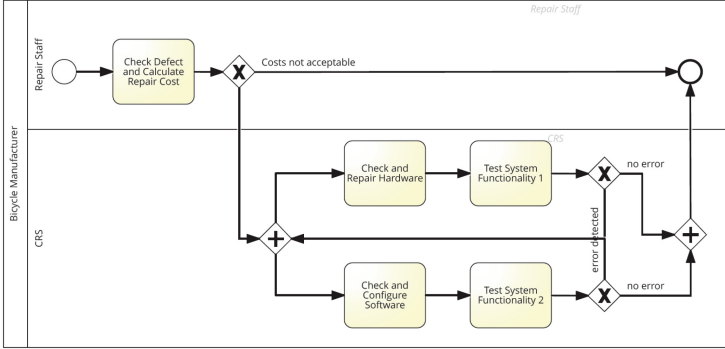 Repair Staff
Bicycle Manufacturer
Repair Staff
Check Defect
and Calculate
Repair Cost
X
Costs not acceptable
CRS
CRS
Check and
Repair Hardware
Test System
Functionality 1
X
no error
error detected
Check and
Configure
Software
Test System
Functionality 2
X
no error